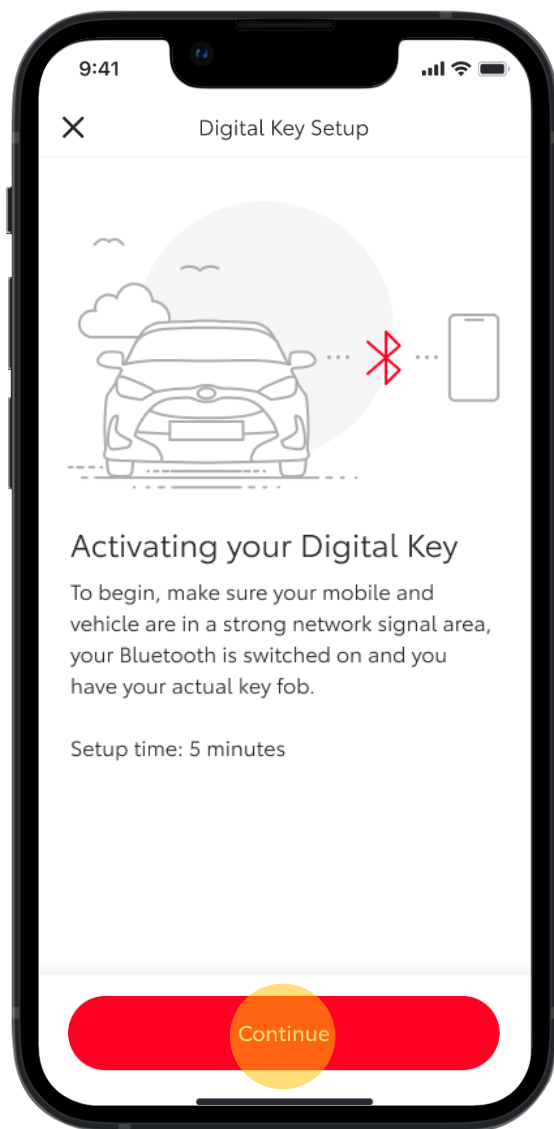 9:41
Digital Key Setup
Activating your Digital Key
To begin, make sure your mobile and
vehicle are in a strong network signal area,
your Bluetooth is switched on and you
have your actual key fob.
Setup time: 5 minutes
Continue